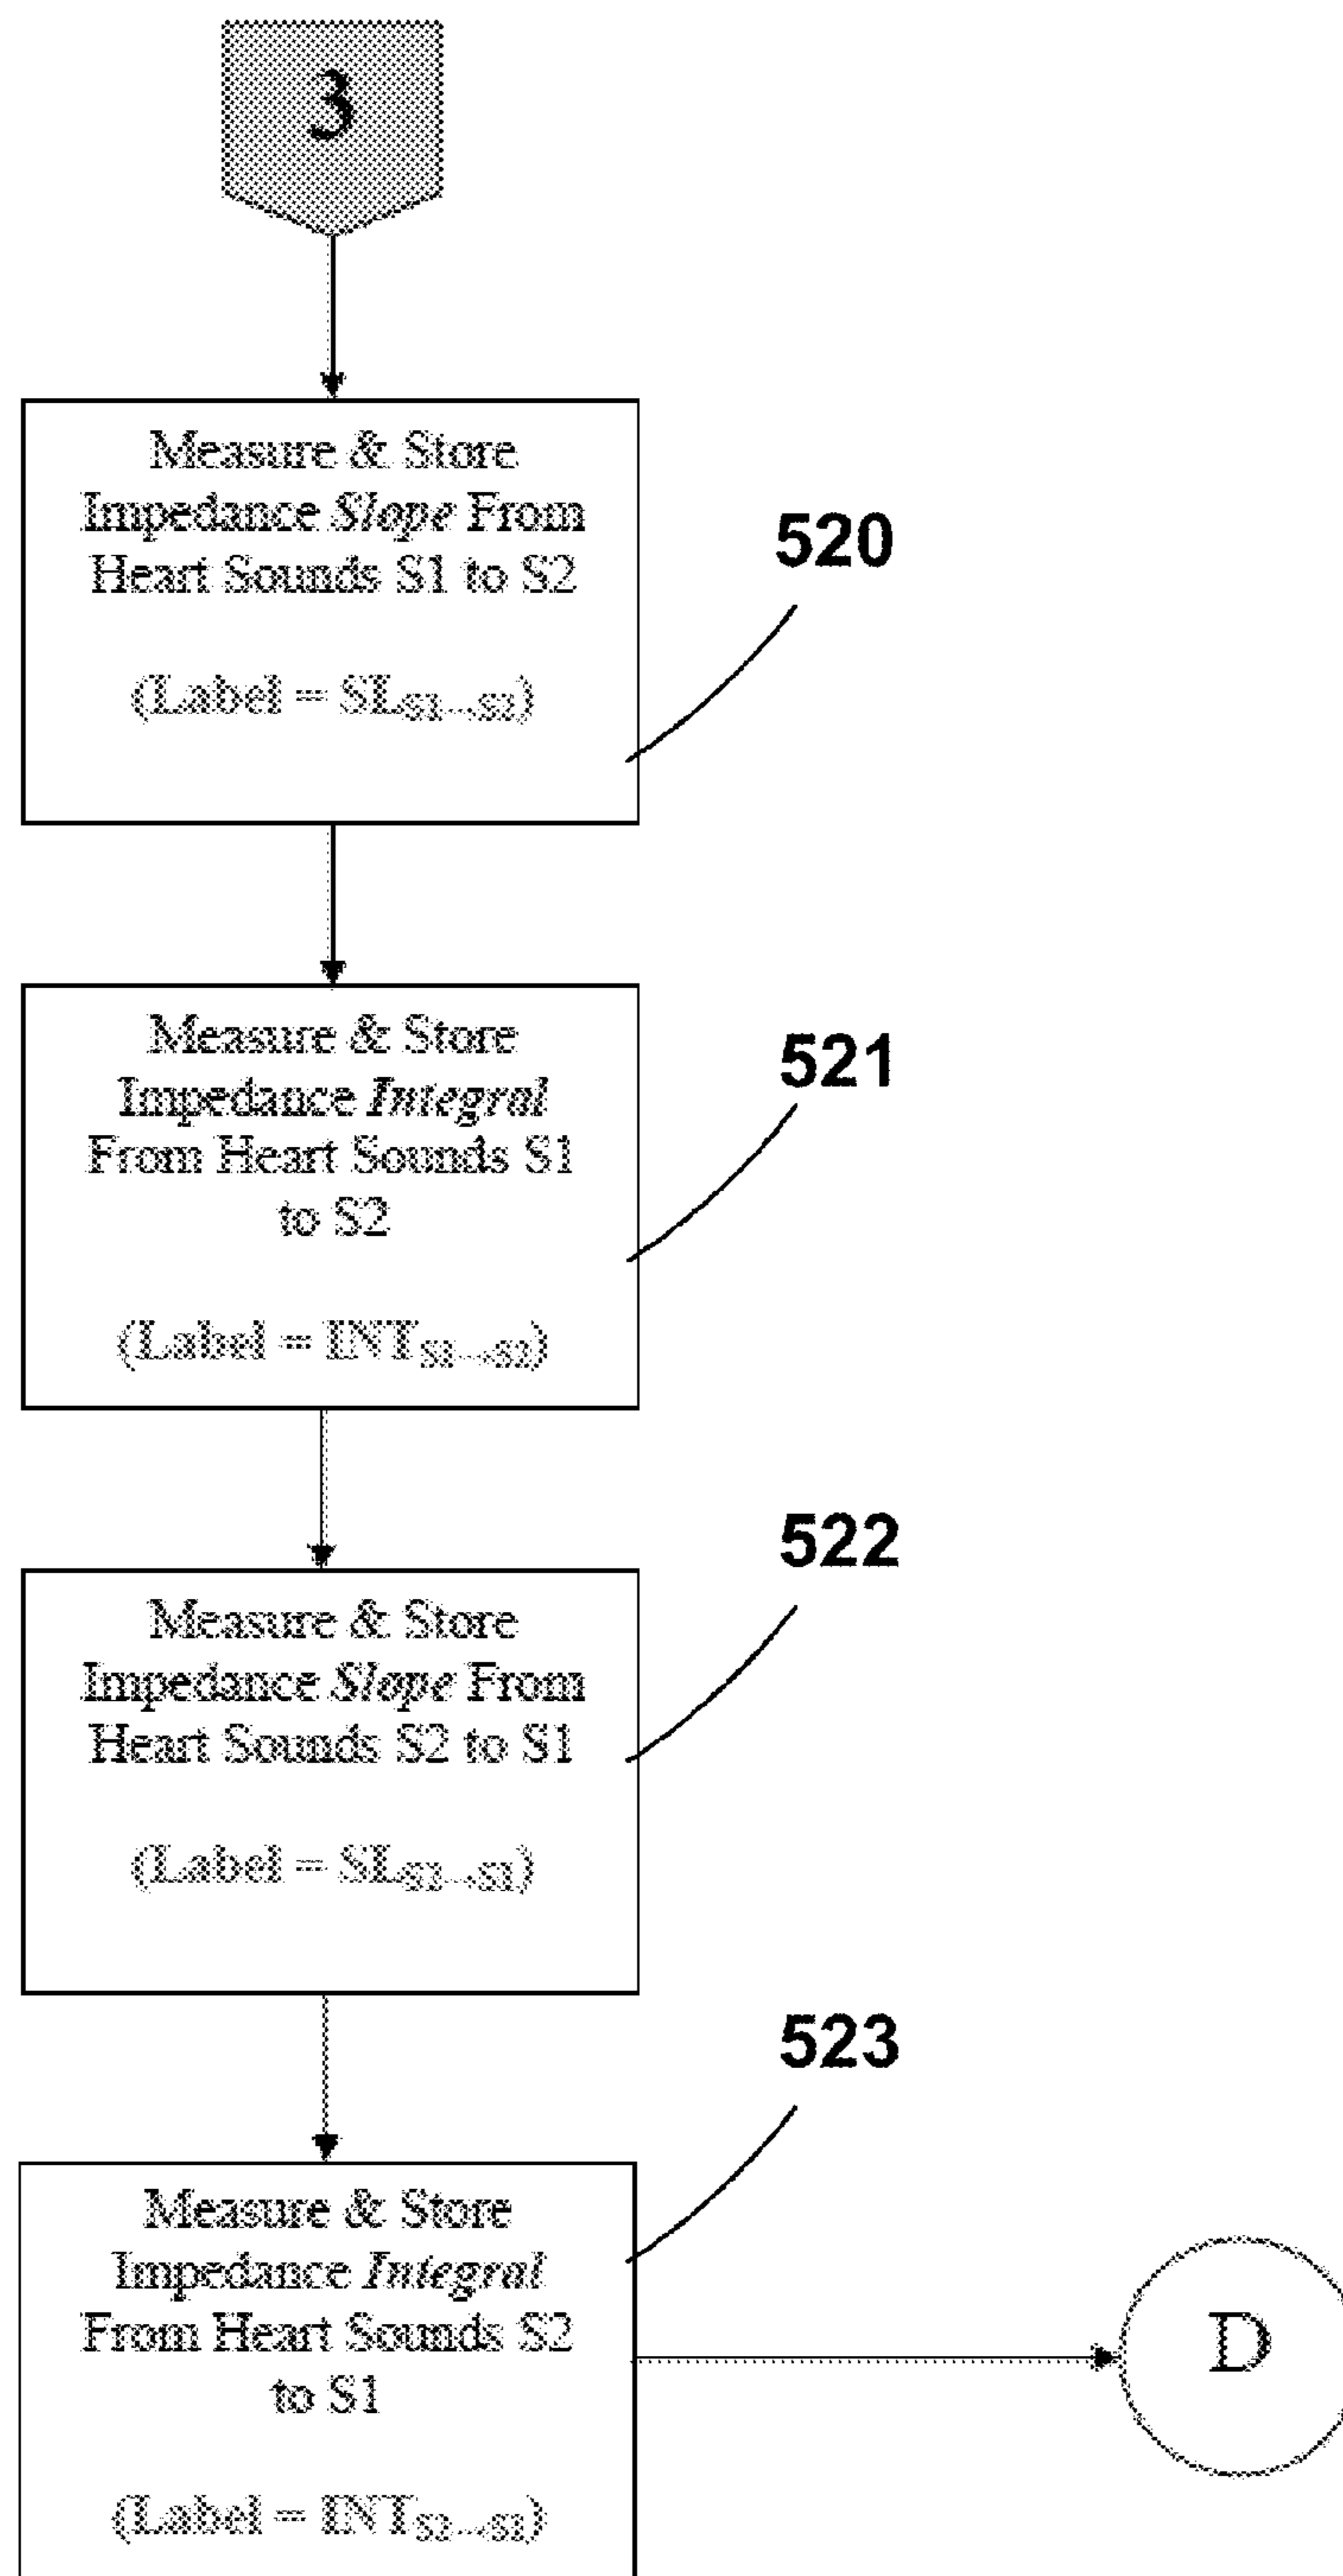 3
Measure & Store
Impedance Slope From
Heart Sounds S1 to S2
(Label = SLS1→S2)
520
Measure & Store
Impedance Integral
From Heart Sounds S1
to S2
(Label = INTS1→S2)
521
Measure & Store
Impedance Slope From
Heart Sounds S2 to S1
(Label = SLS2→S1)
522
Measure & Store
Impedance Integral
From Heart Sounds S2
to S1
(Label = INTS2→S1)
523
D